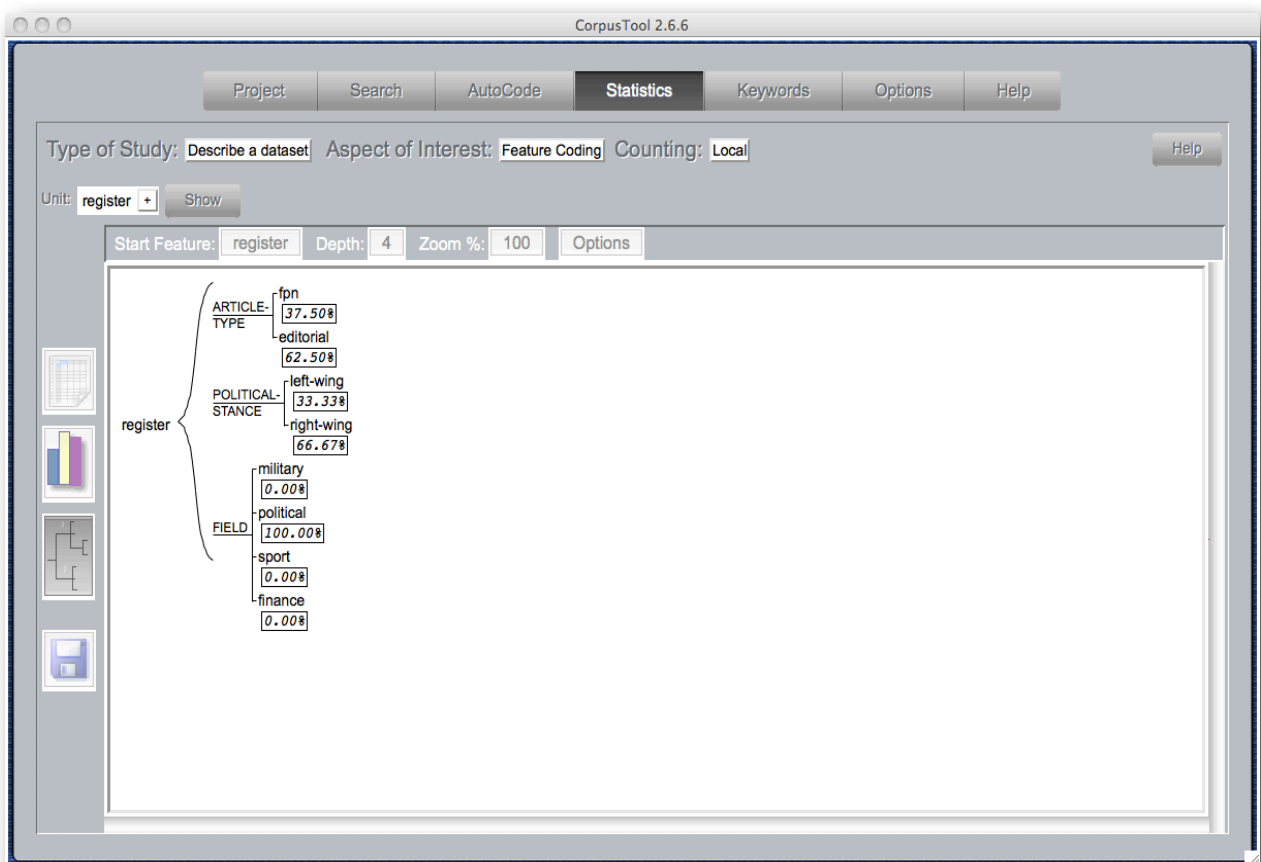 CorpusTool 2.6.6
Project Search AutoCode Statistics Keywords Options Help
Type of Study: Describe a dataset Aspect of Interest: Feature Coding Counting: Local Help
Unit: register + Show
Start Feature: register Depth: 4 Zoom %: 100 Options
fpn
ARTICLE-
TYPE
37.50%
editorial
62.50%
left-wing
POLITICAL-
STANCE
33.33%
right-wing
register
66.67%
military
0.00%
political
FIELD
100.00%
sport
0.00%
finance
0.00%